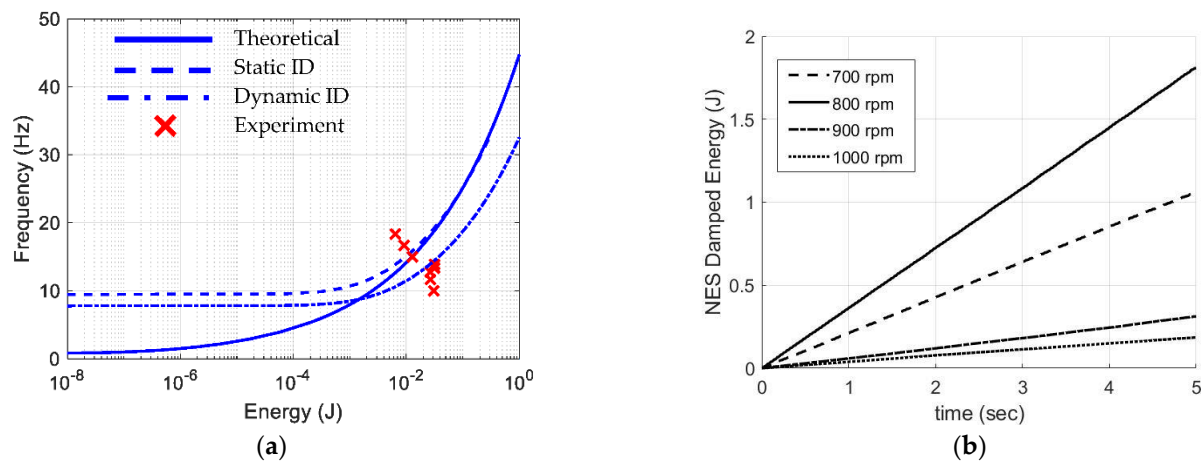 50
40
30
20
10
0
Frequency (Hz)
Theoretical
Static ID
Dynamic ID
Experiment
10^-8
10^-6
10^-4
10^-2
10^0
Energy (J)
(a)
2
1.5
1
0.5
0
NES Damped Energy (J)
700 rpm
800 rpm
900 rpm
1000 rpm
0 1 2 3 4 5
time (sec)
(b)